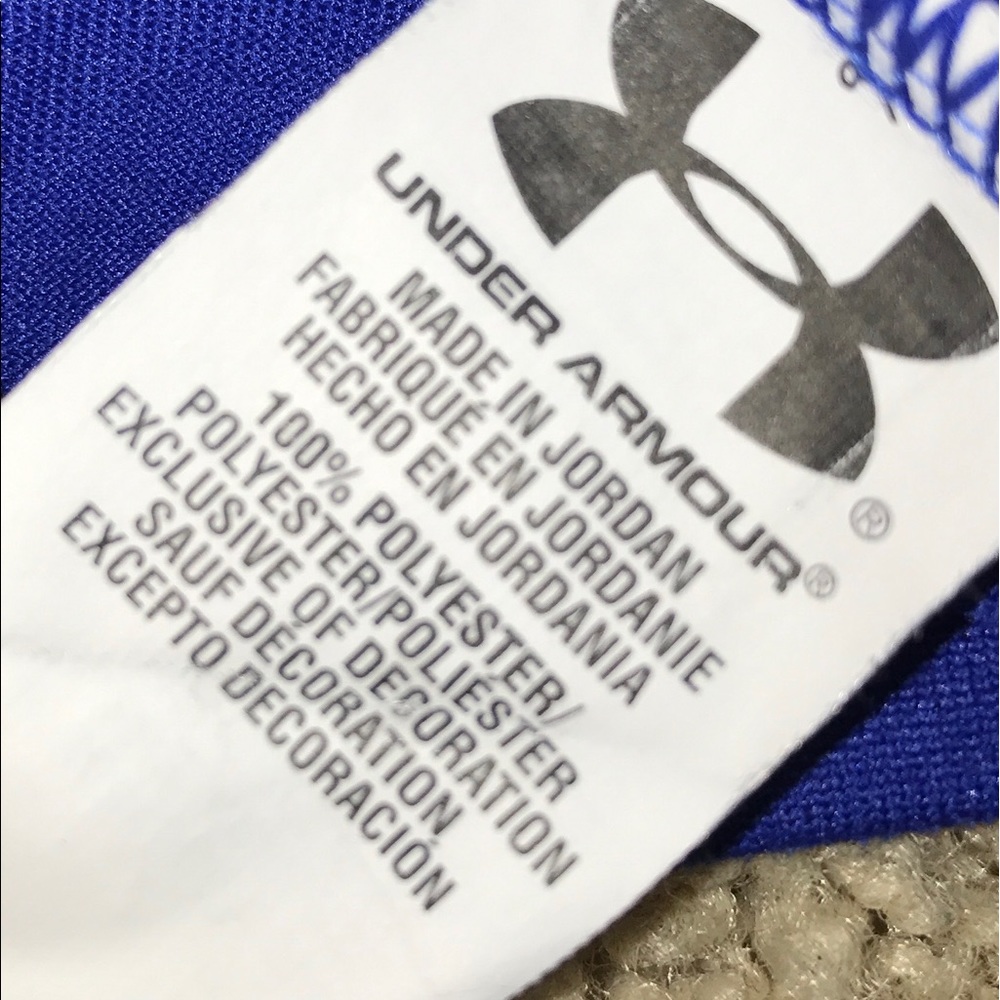 ®
UNDER ARMOUR®
MADE IN JORDAN
FABRIQUÉ EN JORDANIE
HECHO EN JORDANIA
100% POLYESTER/
POLYESTER/POLIÉSTER
EXCLUSIVE OF DECORATION
SAUF DÉCORATION
EXCEPTO DECORACIÓN